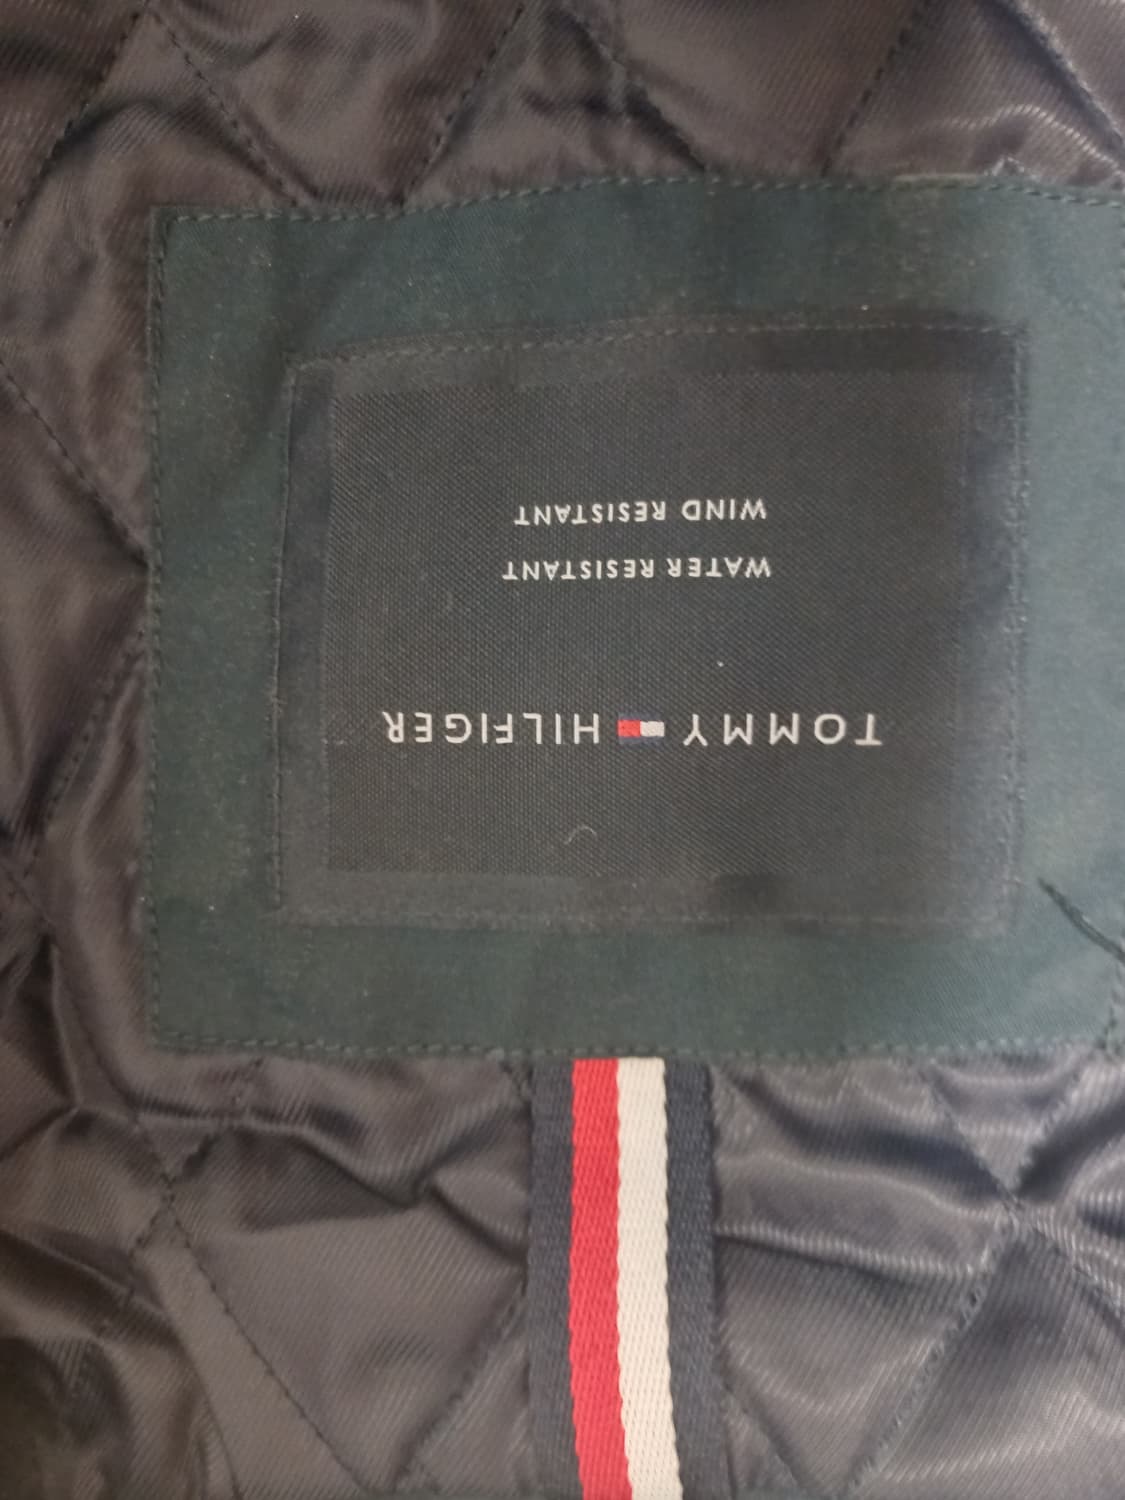 TOMMY HILFIGER
WATER RESISTANT
WIND RESISTANT